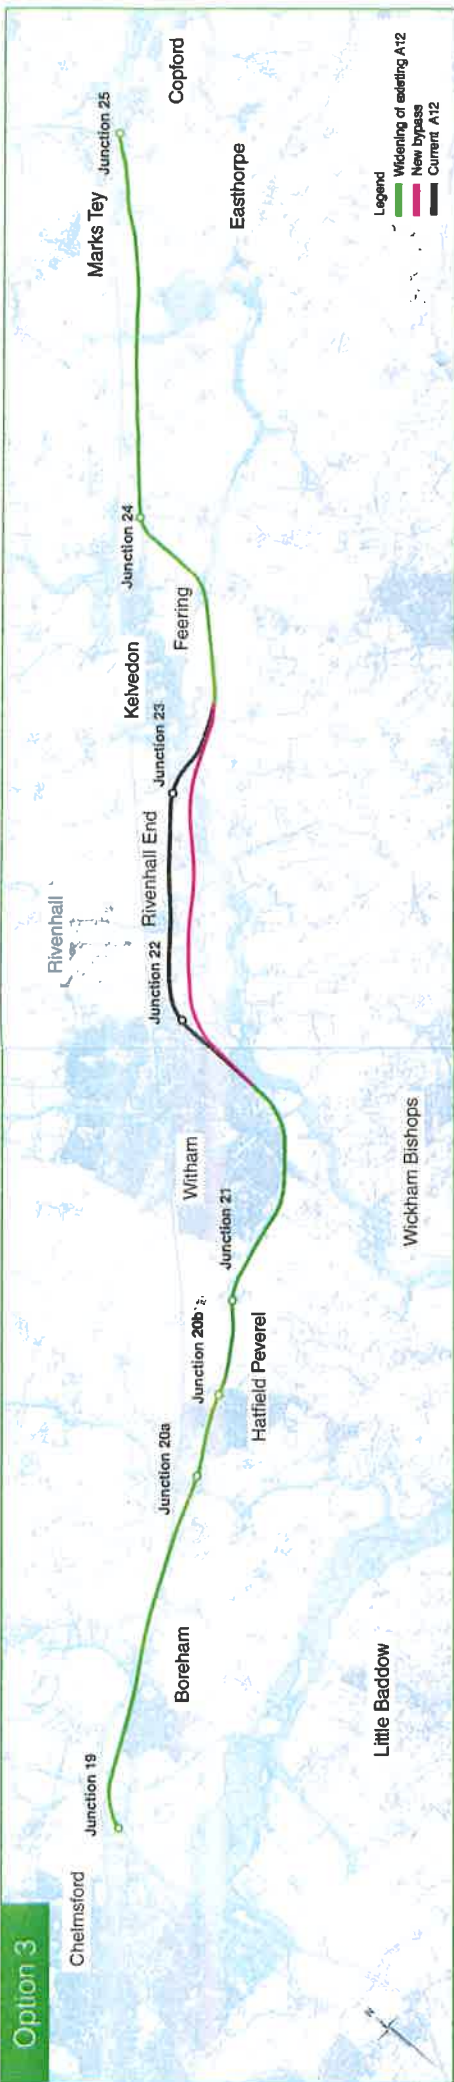 Option 3
Chelmsford
Junction 19
Boreham
Little Baddow
Junction 20a
Junction 20b
Hatfield Peverel
Junction 21
Witham
Wickham Bishops
Junction 22
Rivenhall
Rivenhall End
Junction 23
Kelvedon
Feering
Junction 24
Marks Tey
Junction 25
Easthorpe
Copford
Legend
Widening of existing A12
New bypass
Current A12
N